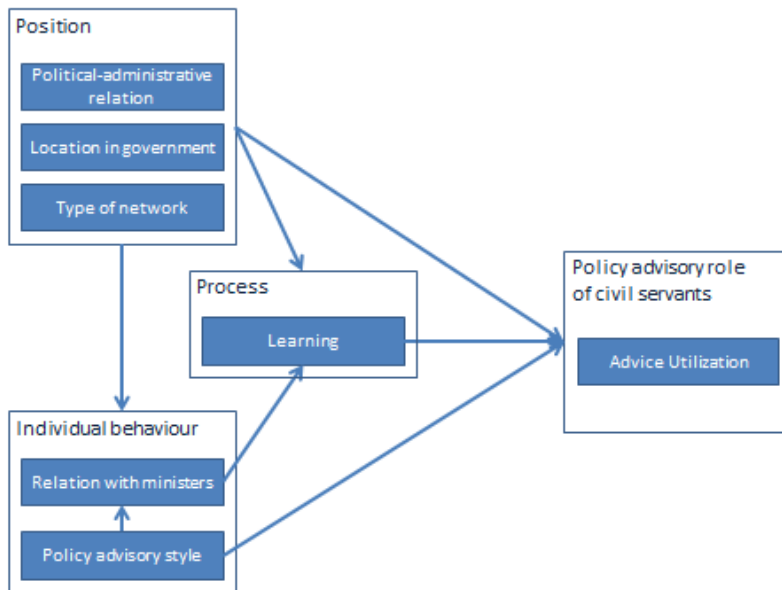 Position
Political-administrative
relation
Location in government
Type of network
Process
Learning
Policy advisory role
of civil servants
Advice Utilization
Individual behaviour
Relation with ministers
Policy advisory style